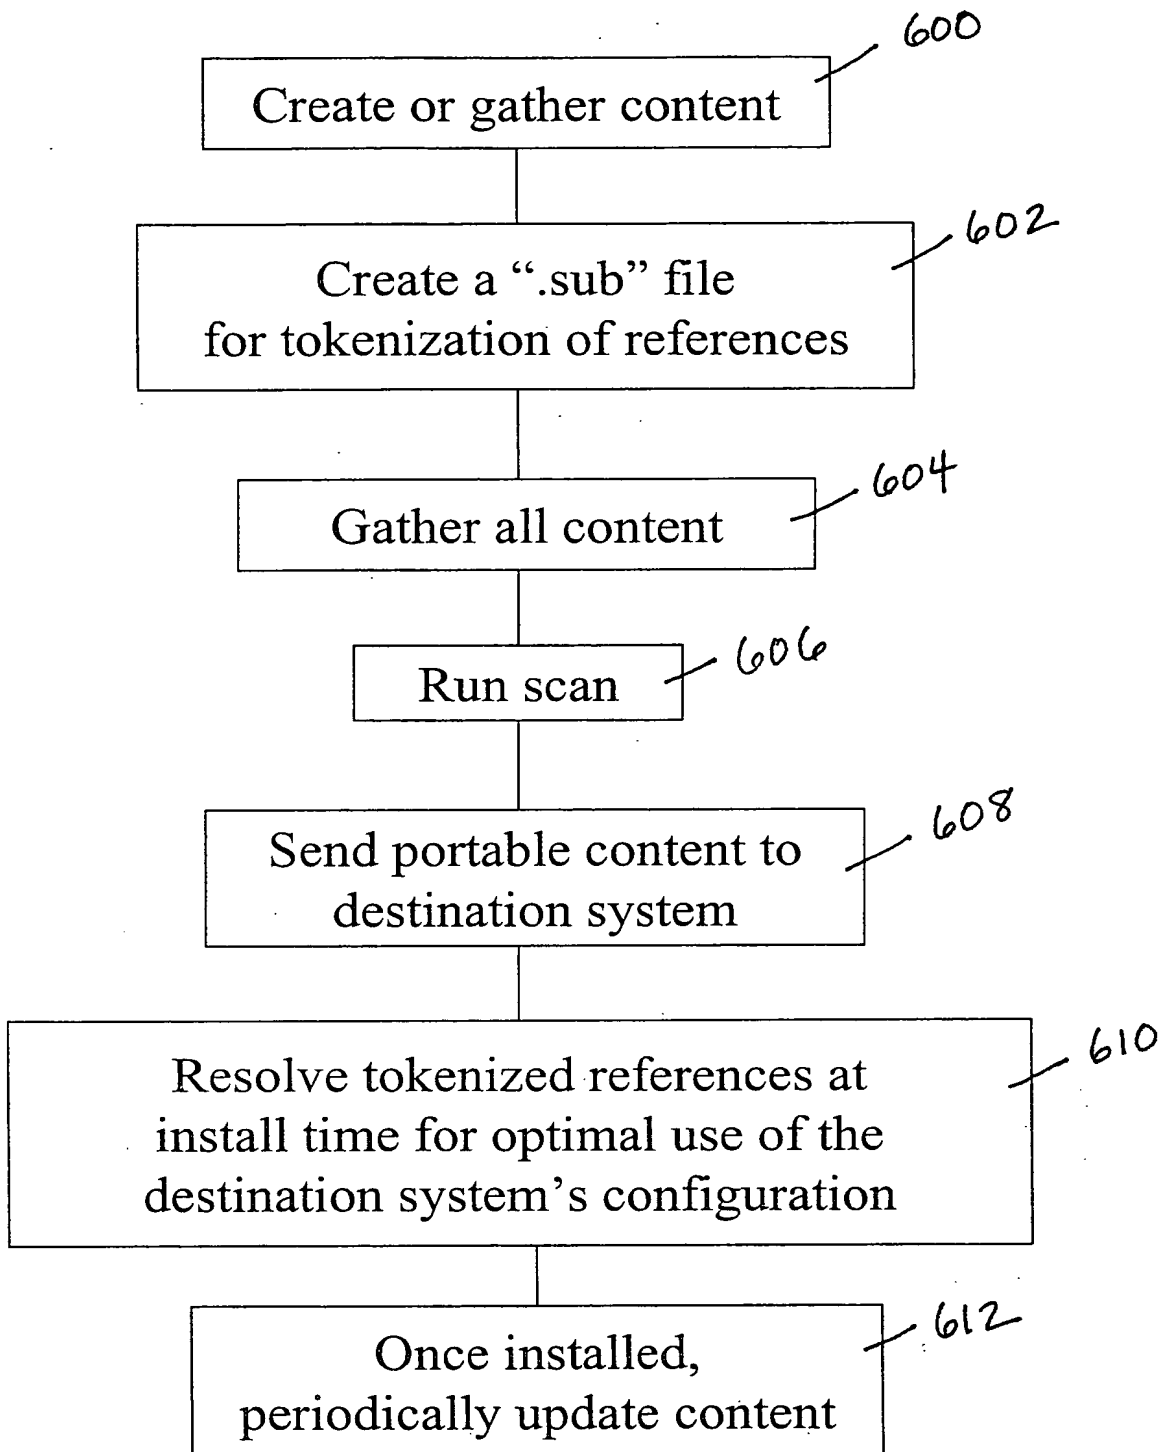 600
Create or gather content
602
Create a “.sub” file
for tokenization of references
604
Gather all content
606
Run scan
608
Send portable content to
destination system
610
Resolve tokenized references at
install time for optimal use of the
destination system’s configuration
612
Once installed,
periodically update content